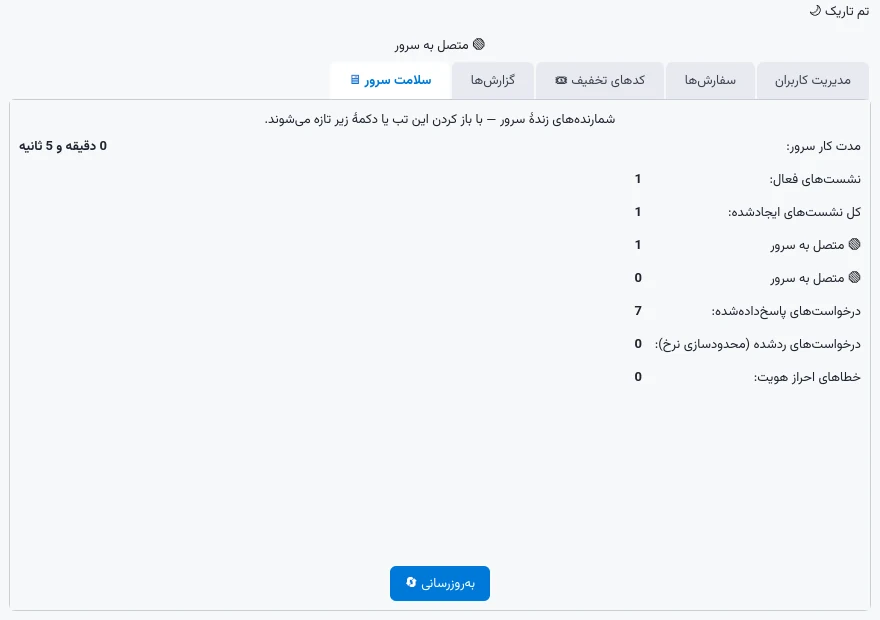 تم تاریک 🌙
🟢 متصل به سرور
مدیریت کاربران
سفارش‌ها
کدهای تخفیف 🎟
گزارش‌ها
سلامت سرور 🖥
شمارنده‌های زندهٔ سرور — با باز کردن این تب یا دکمهٔ زیر تازه می‌شوند.
مدت کار سرور: 0 دقیقه و 5 ثانیه
نشست‌های فعال: 1
کل نشست‌های ایجادشده: 1
🟢 متصل به سرور 1
🟢 متصل به سرور 0
درخواست‌های پاسخ‌داده‌شده: 7
درخواست‌های ردشده (محدودسازی نرخ): 0
خطاهای احراز هویت: 0
به‌روزرسانی 🔄